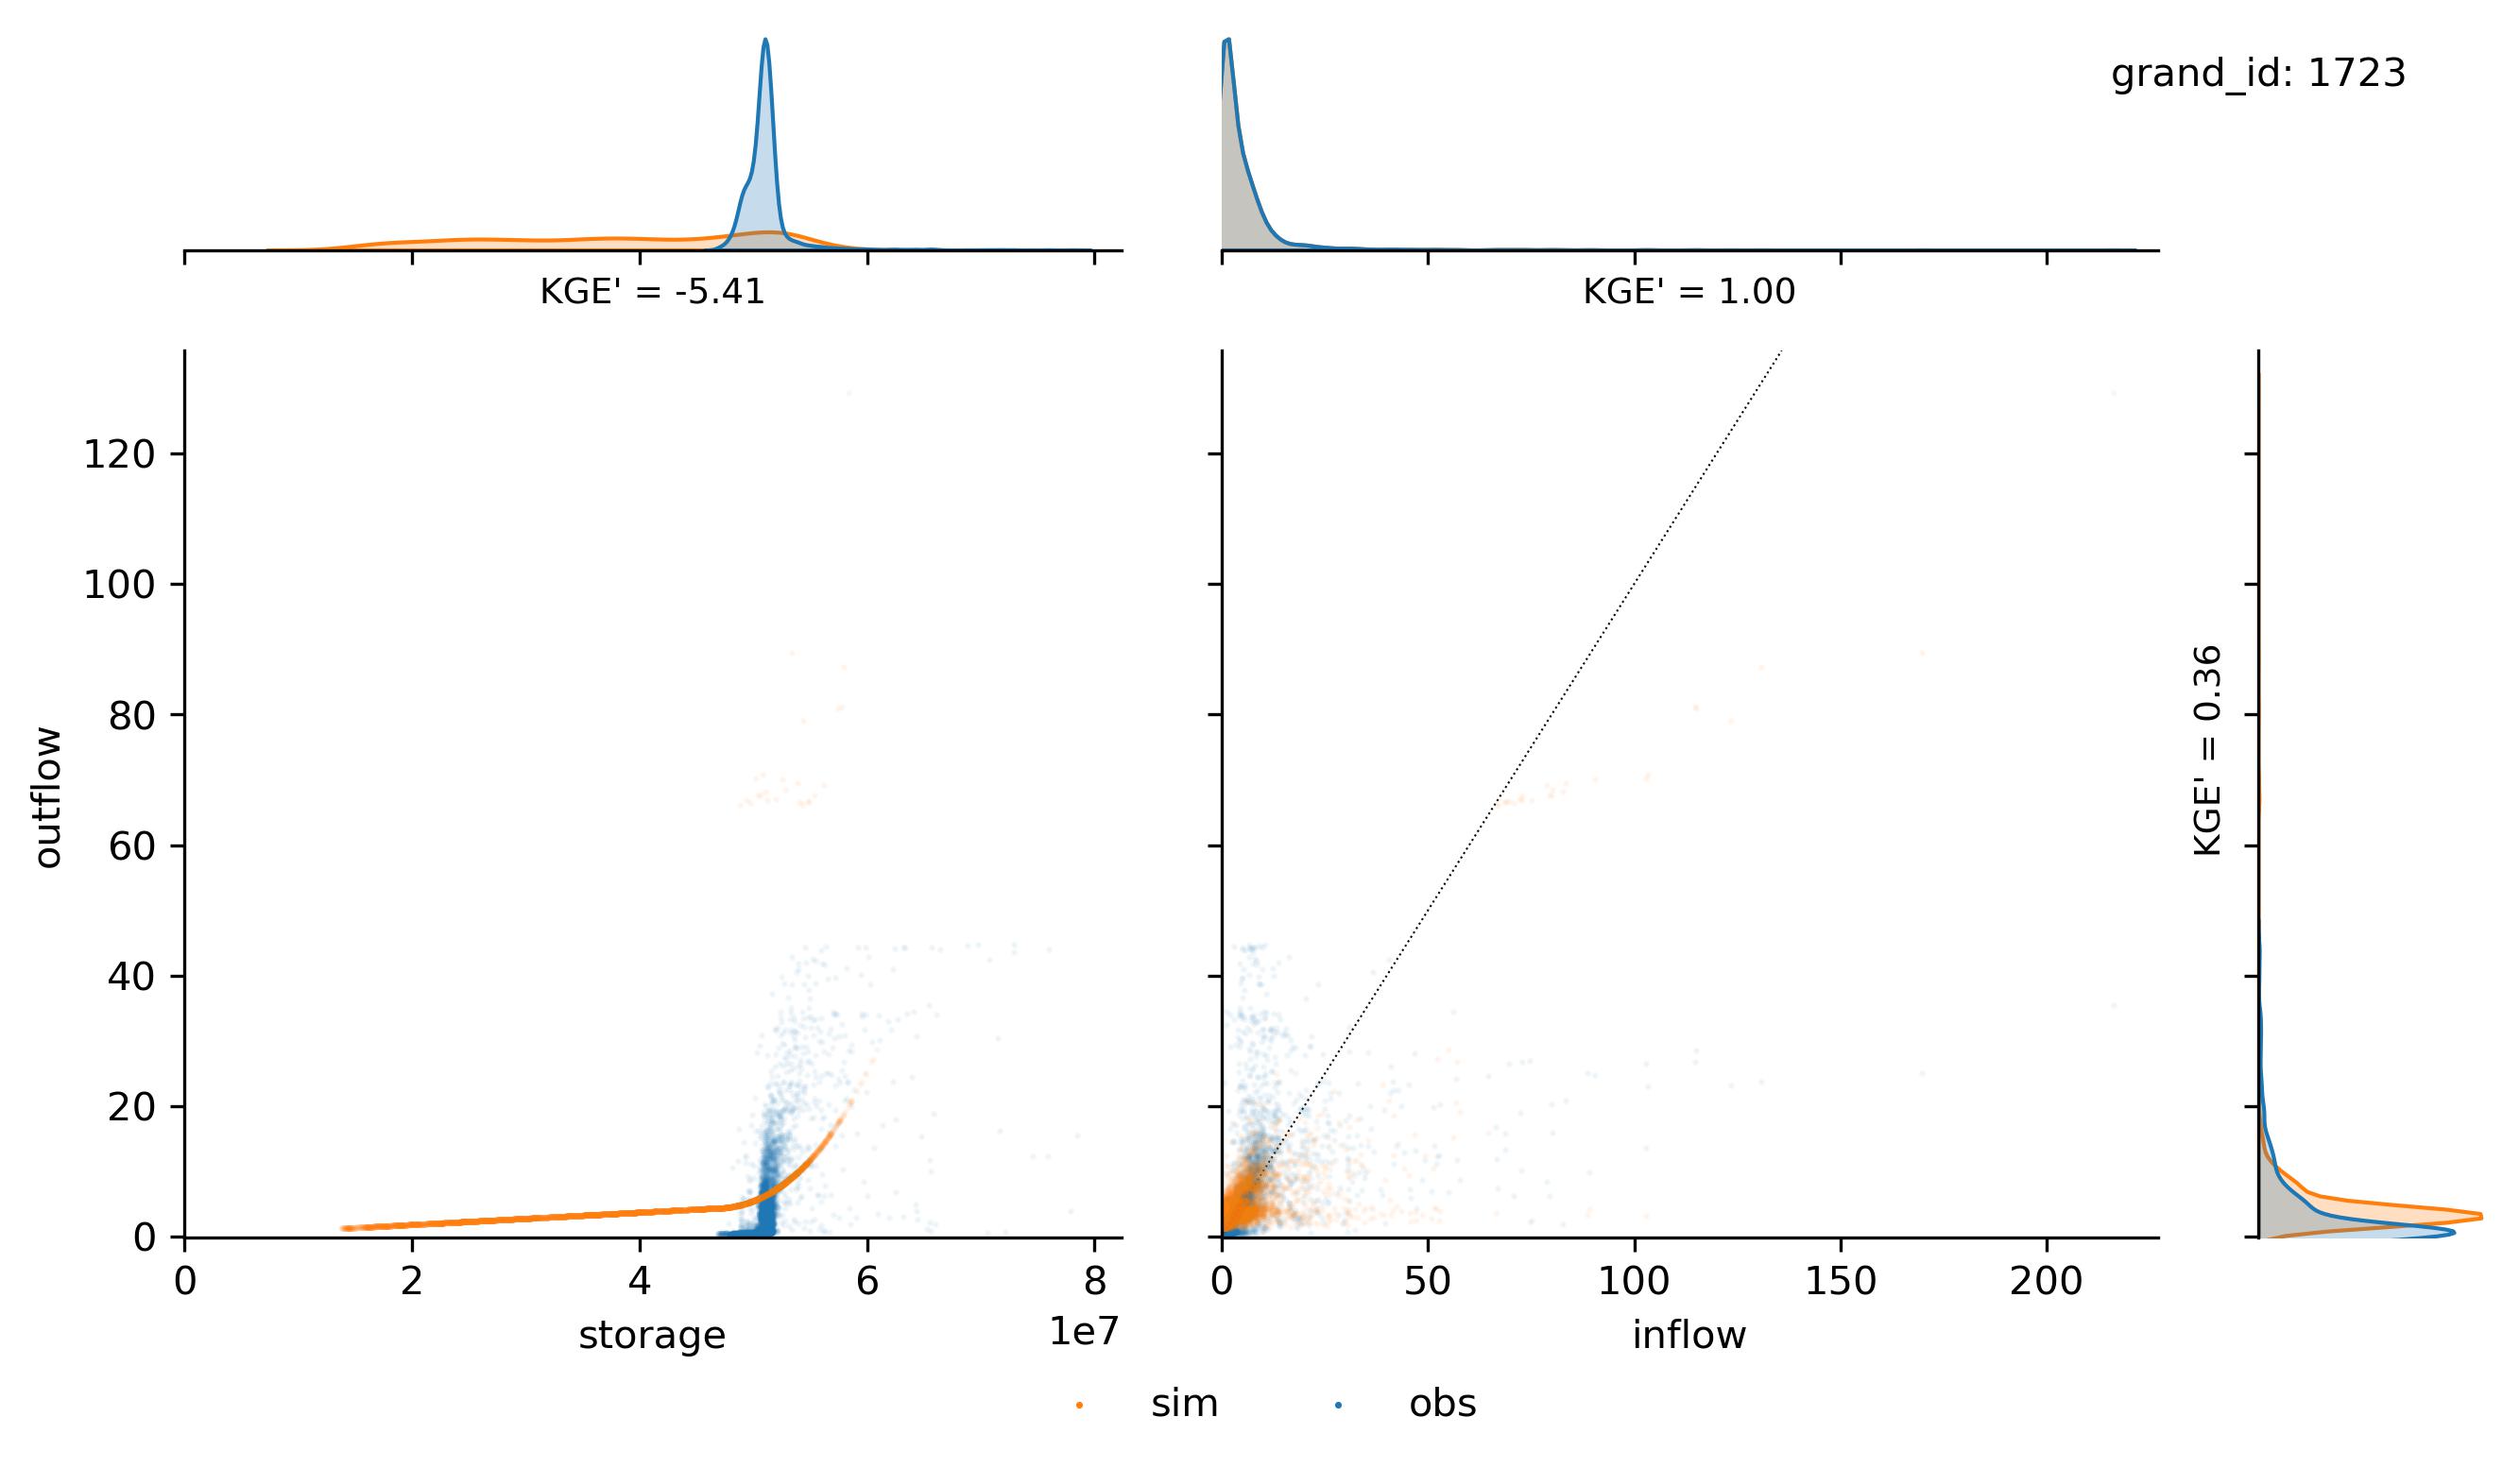 grand_id: 1723
KGE' = -5.41
KGE' = 1.00
120
100
80
60
40
20
0
outflow
KGE' = 0.36
0 2 4 6 8
0 50 100 150 200
storage
1e7
inflow
sim obs